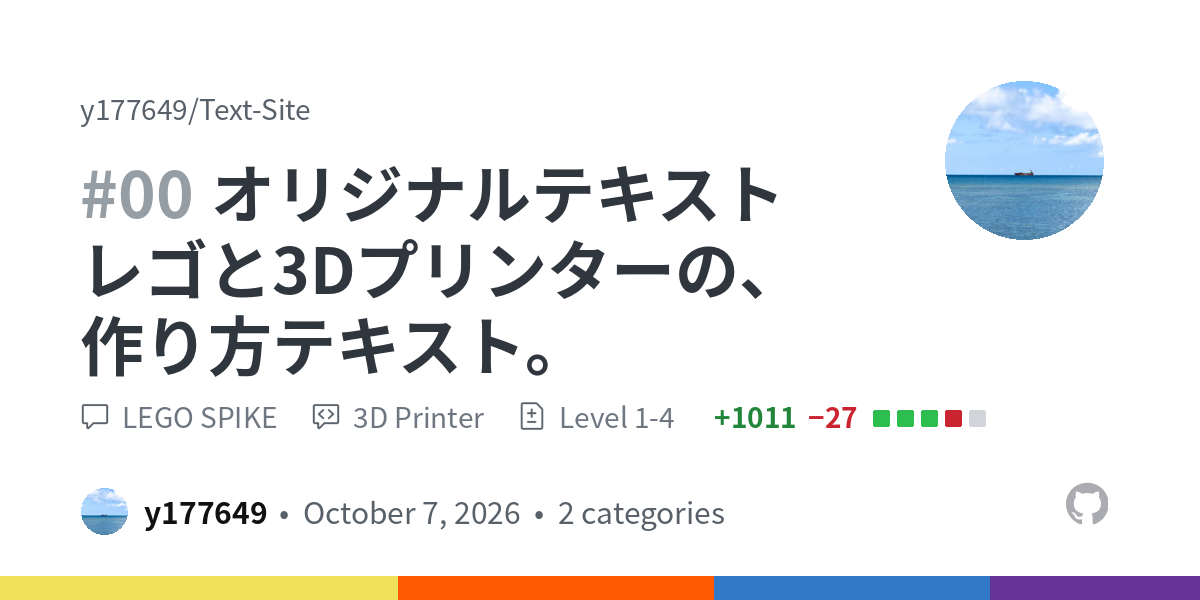 y177649/Text-Site
#00 オリジナルテキスト
レゴと3Dプリンターの、
作り方テキスト。
LEGO SPIKE 3D Printer Level 1-4 +1011 −27
y177649 • October 7, 2026 • 2 categories